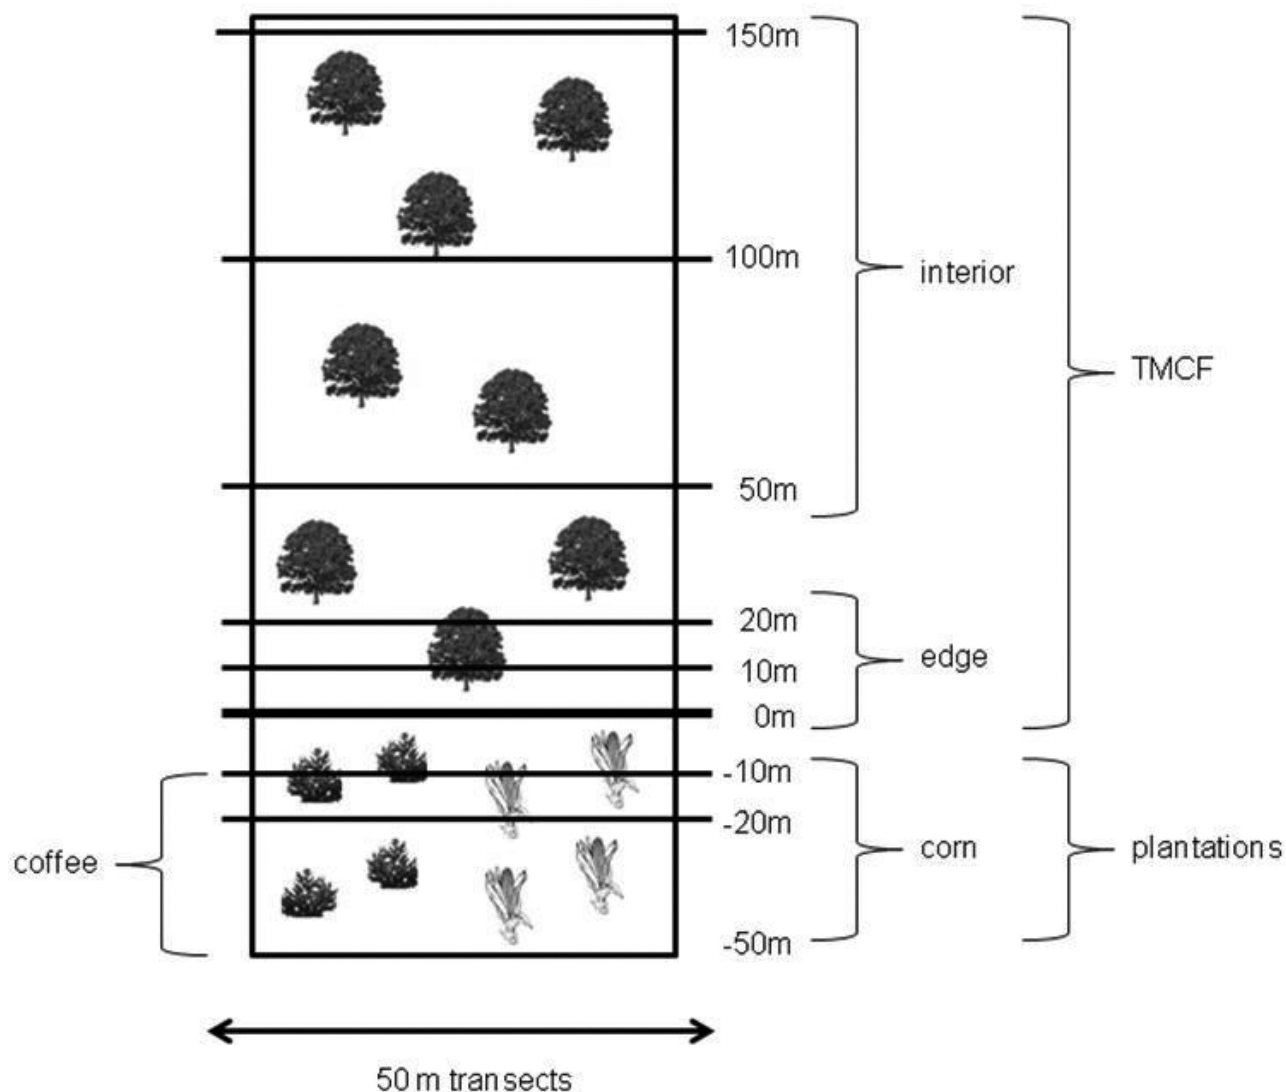 150m
100m
interior
TMCF
50m
20m
edge
10m
0m
-10m
-20m
coffee
corn
plantations
-50m
50 m transects